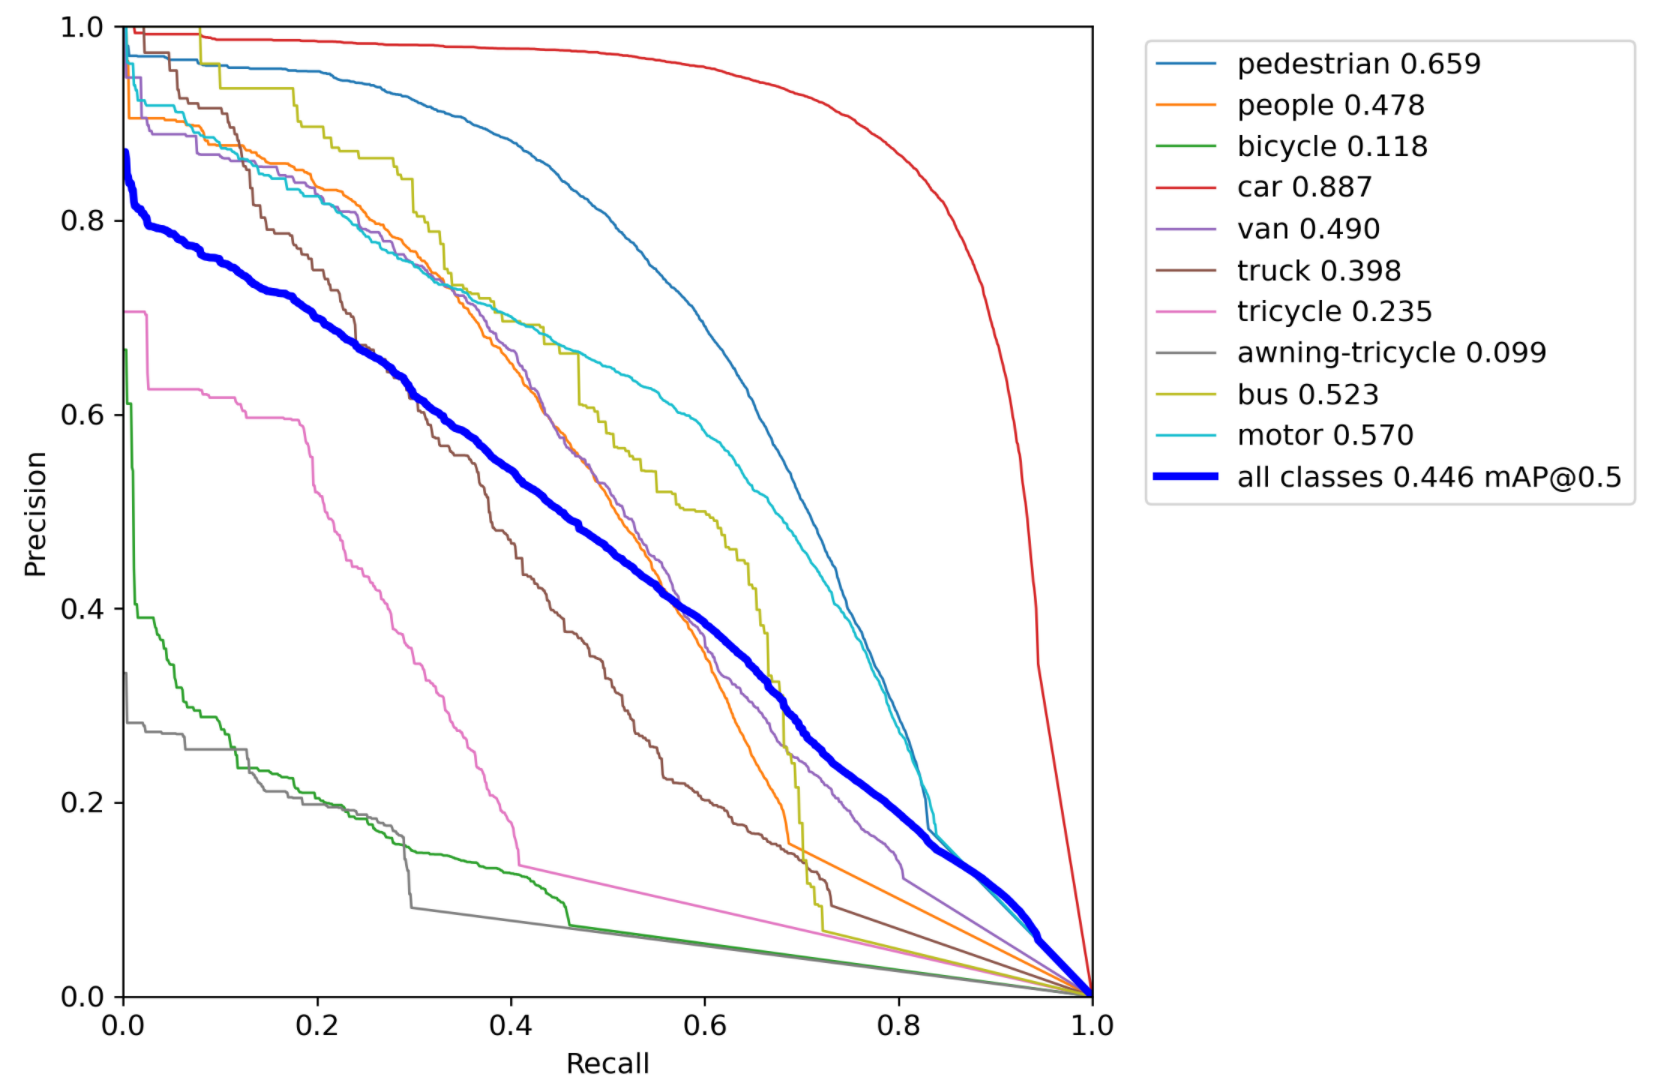 1.0
0.8
0.6
0.4
0.2
0.0
Precision
0.0 0.2 0.4 0.6 0.8 1.0
Recall
pedestrian 0.659
people 0.478
bicycle 0.118
car 0.887
van 0.490
truck 0.398
tricycle 0.235
awning-tricycle 0.099
bus 0.523
motor 0.570
all classes 0.446 mAP@0.5